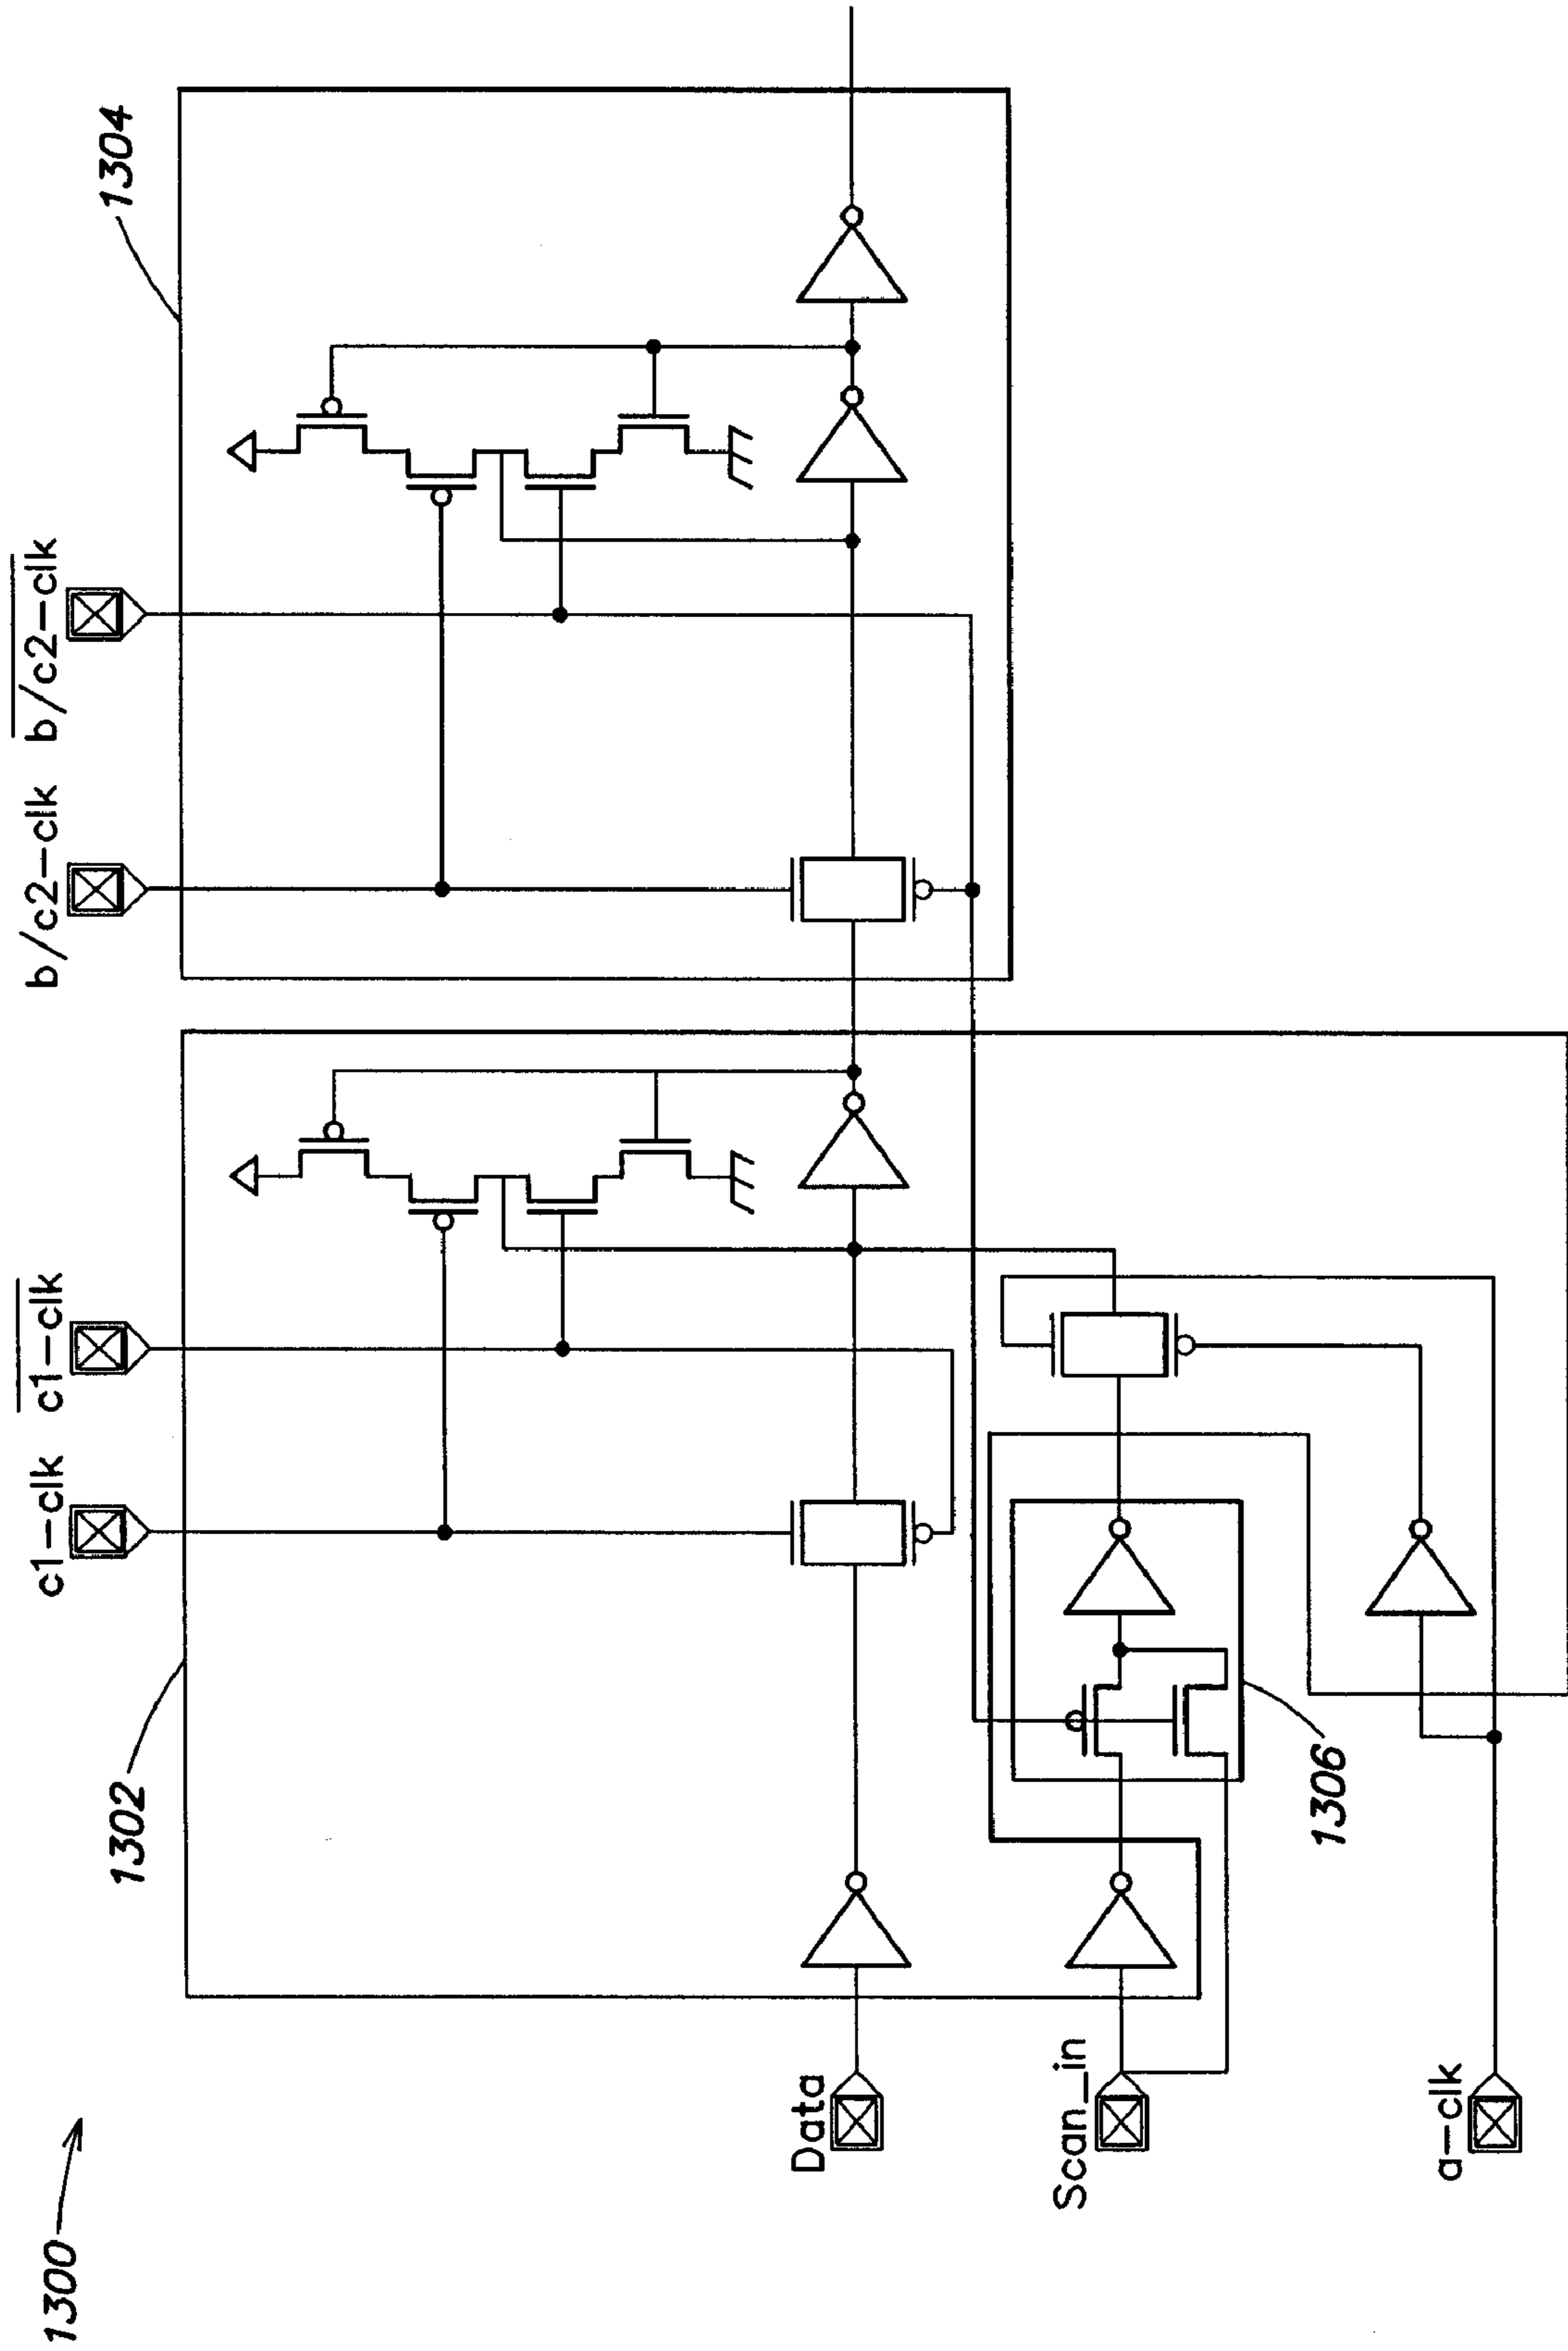 1300
1302
1304
c1-clk
c1-clk
b/c2-clk
b/c2-clk
Data
Scan_in
a-clk
1306